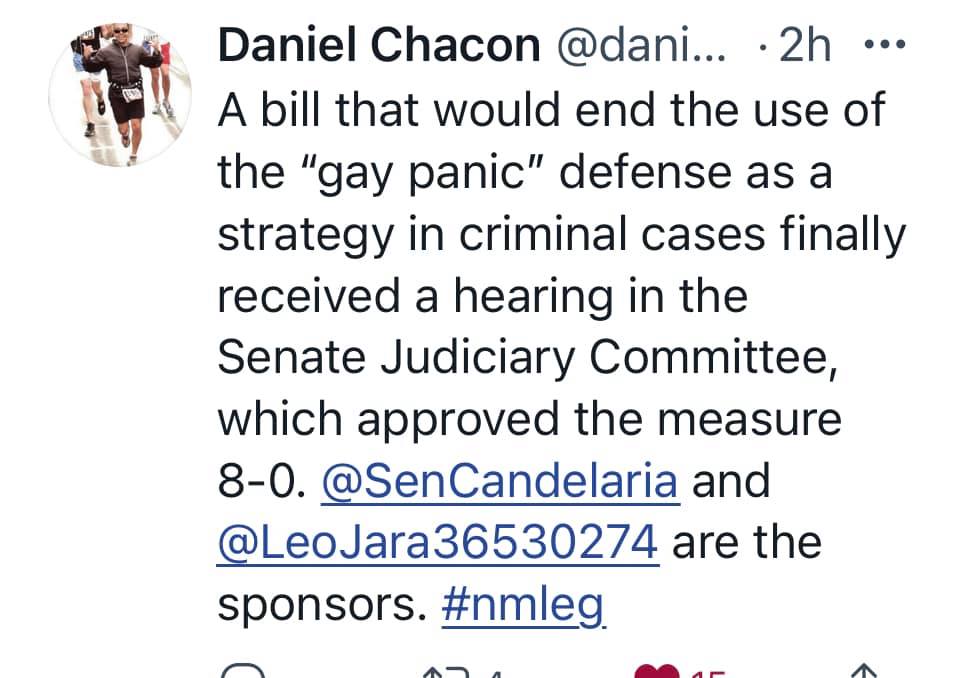 Daniel Chacon @dani... · 2h ...
A bill that would end the use of
the “gay panic” defense as a
strategy in criminal cases finally
received a hearing in the
Senate Judiciary Committee,
which approved the measure
8-0. @SenCandelaria and
@LeoJara36530274 are the
sponsors. #nmleg